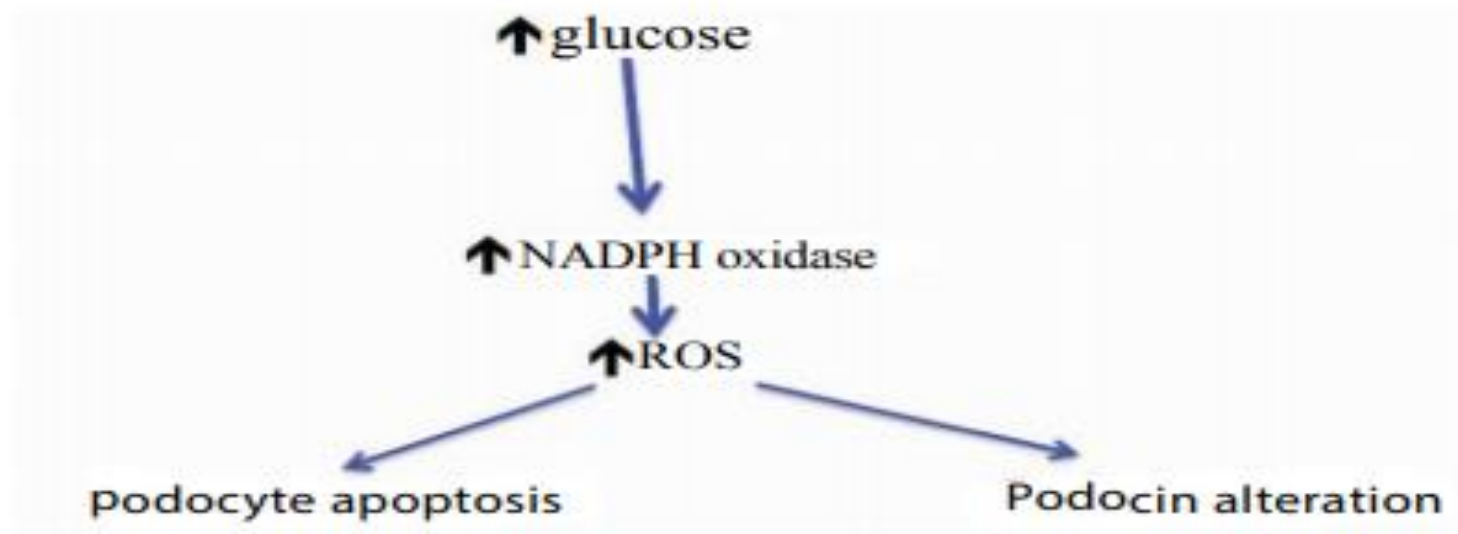 ↑glucose
↑NADPH oxidase
↑ROS
podocyte apoptosis
Podocin alteration